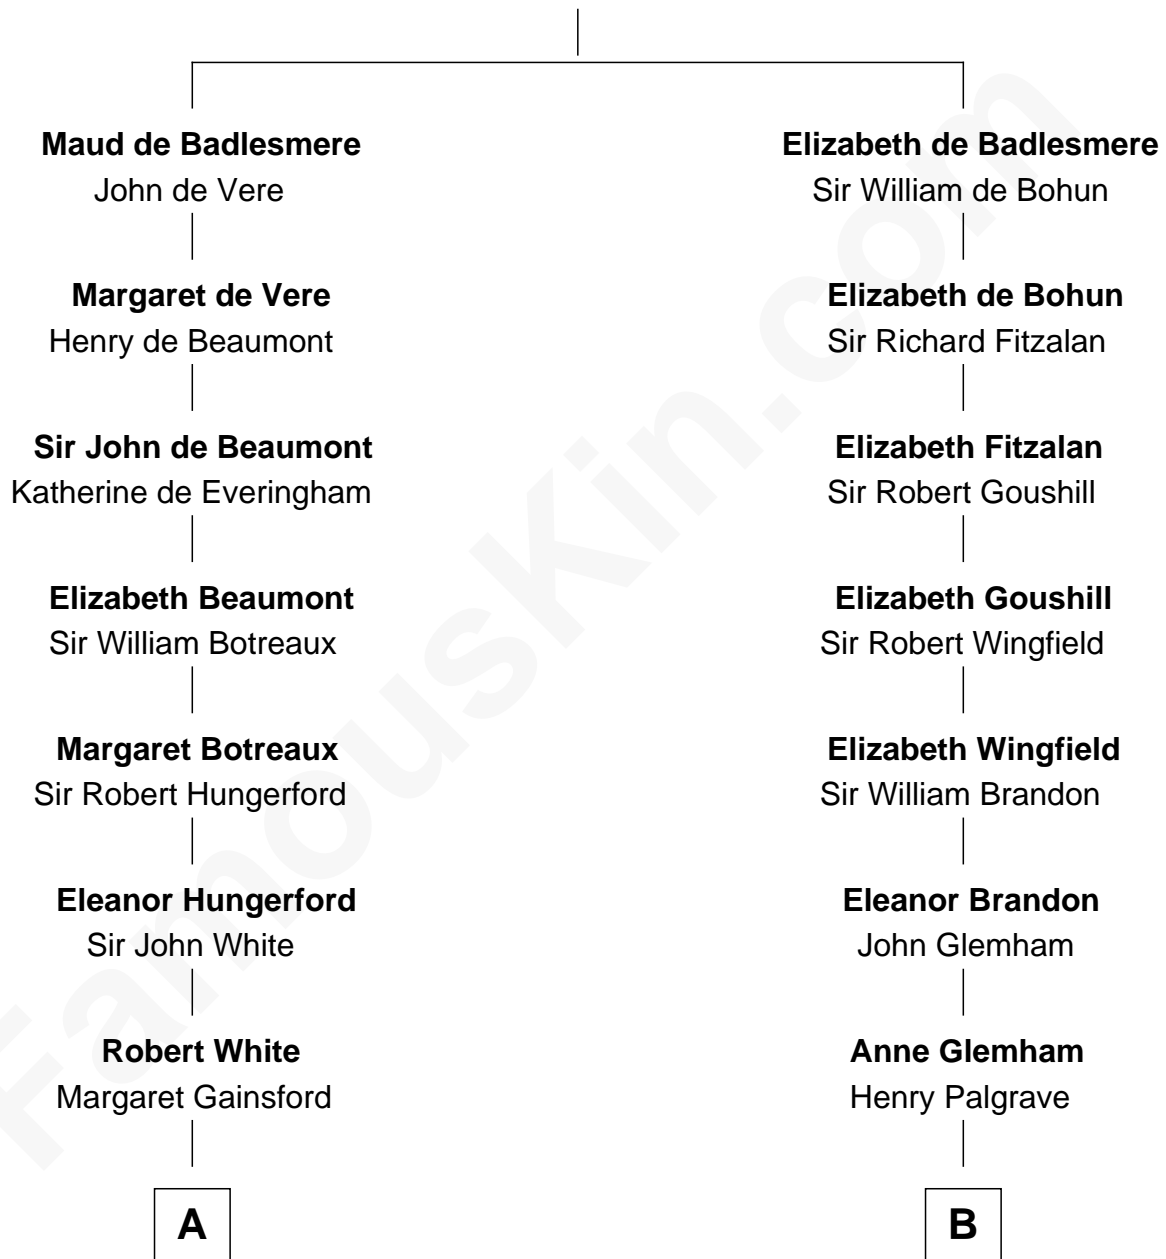 Maud de Badlesmere
John de Vere
Margaret de Vere
Henry de Beaumont
Sir John de Beaumont
Katherine de Everingham
Elizabeth Beaumont
Sir William Botreaux
Margaret Botreaux
Sir Robert Hungerford
Eleanor Hungerford
Sir John White
Robert White
Margaret Gainsford
A
Elizabeth de Badlesmere
Sir William de Bohun
Elizabeth de Bohun
Sir Richard Fitzalan
Elizabeth Fitzalan
Sir Robert Goushill
Elizabeth Goushill
Sir Robert Wingfield
Elizabeth Wingfield
Sir William Brandon
Eleanor Brandon
John Glemham
Anne Glemham
Henry Palgrave
B
FamousKin.com